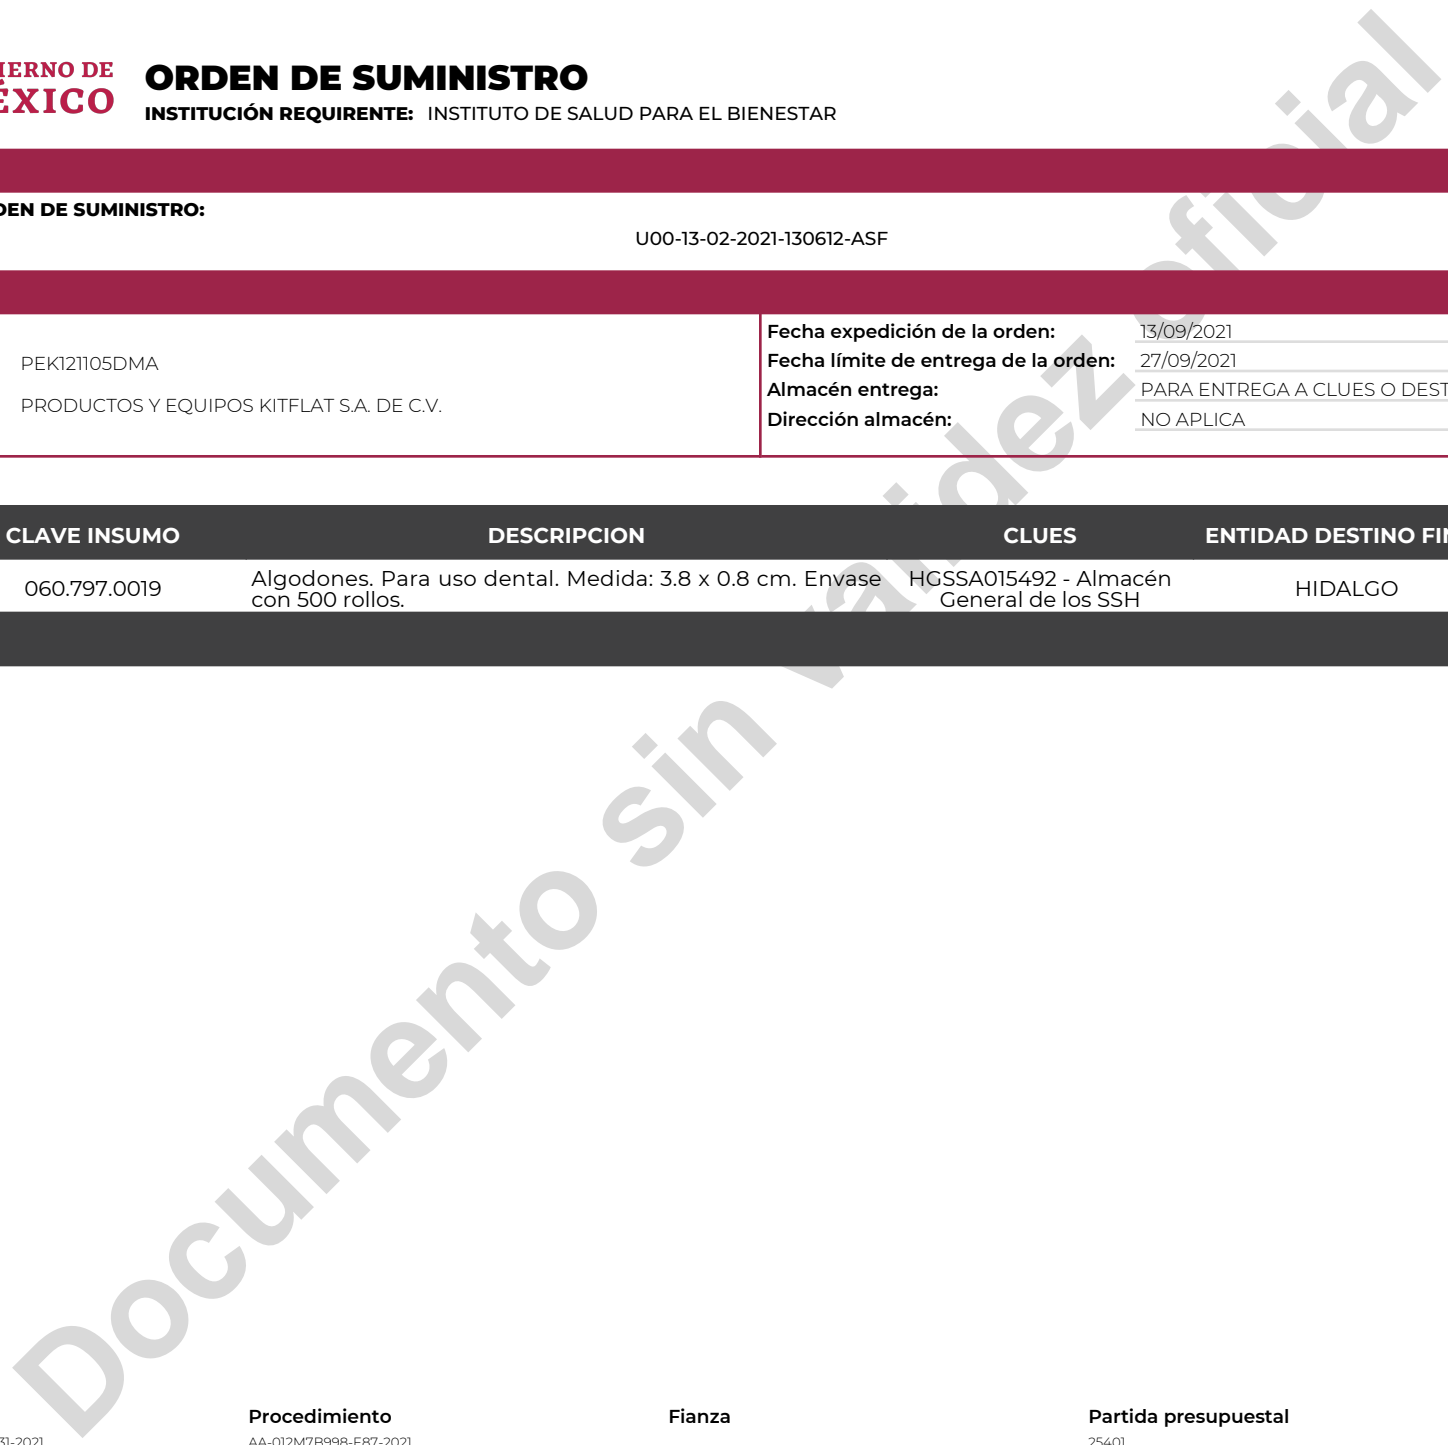 IERNO DE
ÉXICO
ORDEN DE SUMINISTRO
INSTITUCIÓN REQUIRENTE: INSTITUTO DE SALUD PARA EL BIENESTAR
DEN DE SUMINISTRO:
U00-13-02-2021-130612-ASF
PEK121105DMA
PRODUCTOS Y EQUIPOS KITFLAT S.A. DE C.V.
Fecha expedición de la orden: 13/09/2021
Fecha límite de entrega de la orden: 27/09/2021
Almacén entrega: PARA ENTREGA A CLUES O DEST
Dirección almacén: NO APLICA
CLAVE INSUMO DESCRIPCION CLUES ENTIDAD DESTINO FIN
060.797.0019
Algodones. Para uso dental. Medida: 3.8 x 0.8 cm. Envase
con 500 rollos.
HGSSA015492 - Almacén
General de los SSH
HIDALGO
Documento sin validez oficial
Procedimiento Fianza Partida presupuestal
31-2021 AA-012M7B998-E87-2021 25401